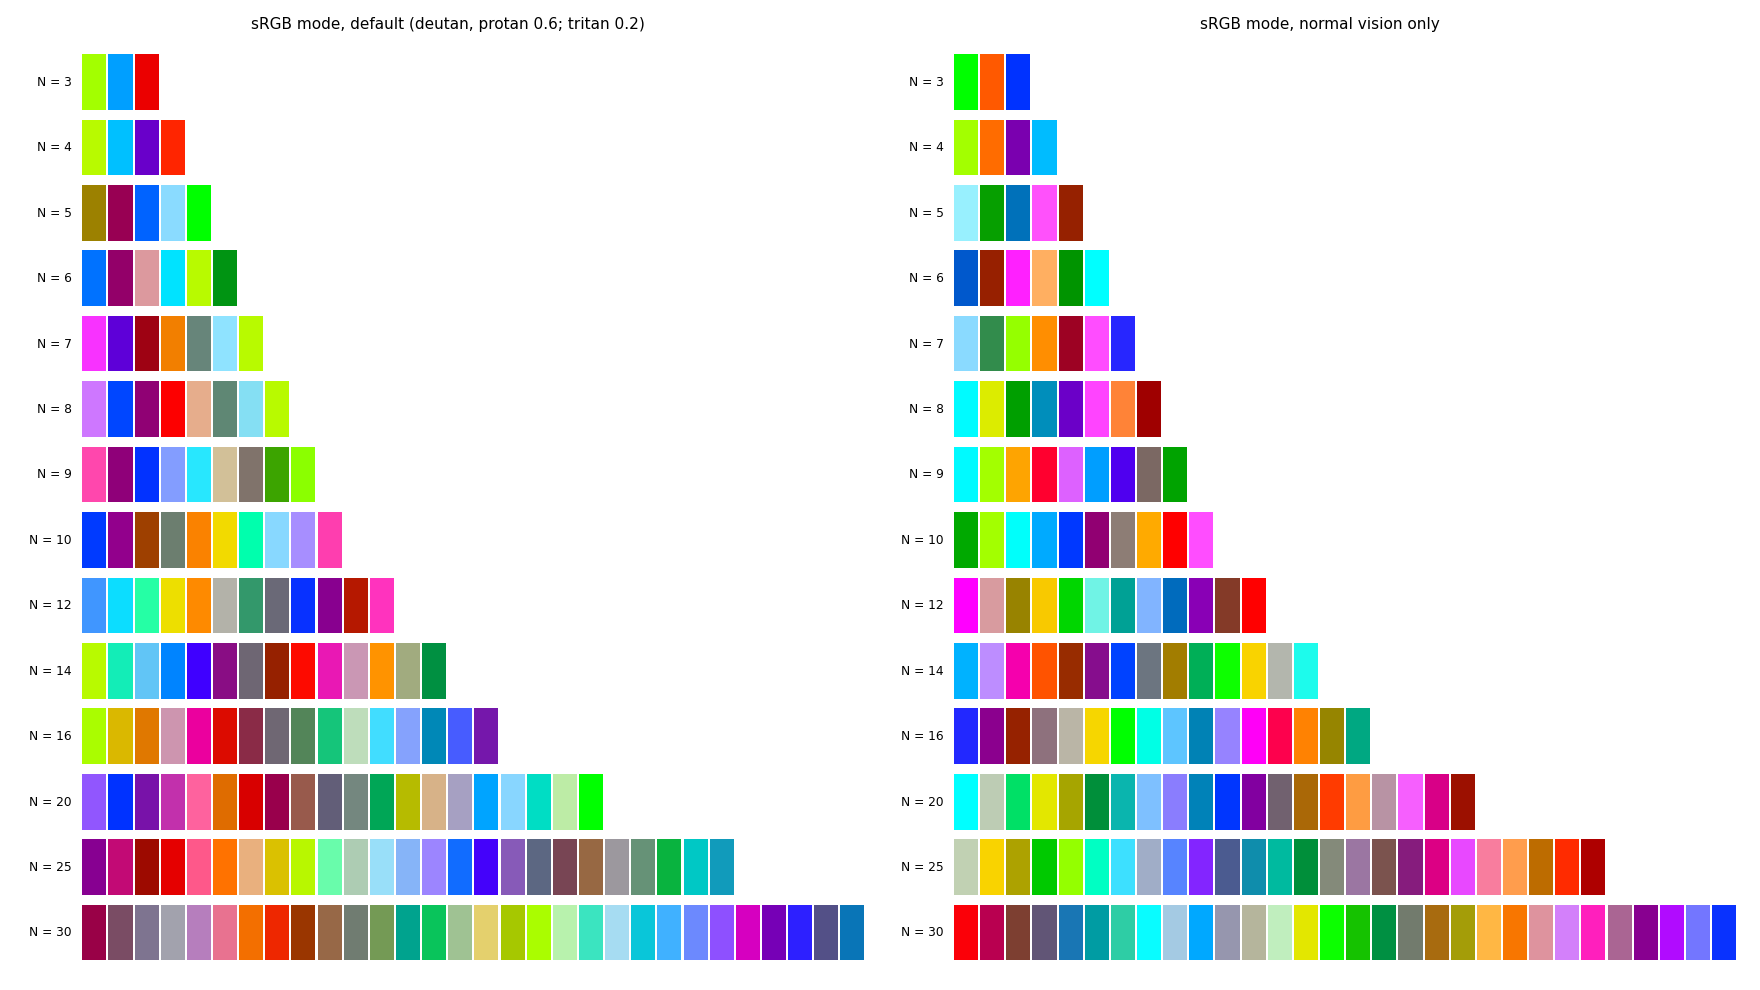 sRGB mode, default (deutan, protan 0.6; tritan 0.2)
N = 3
N = 4
N = 5
N = 6
N = 7
N = 8
N = 9
N = 10
N = 12
N = 14
N = 16
N = 20
N = 25
N = 30
sRGB mode, normal vision only
N = 3
N = 4
N = 5
N = 6
N = 7
N = 8
N = 9
N = 10
N = 12
N = 14
N = 16
N = 20
N = 25
N = 30